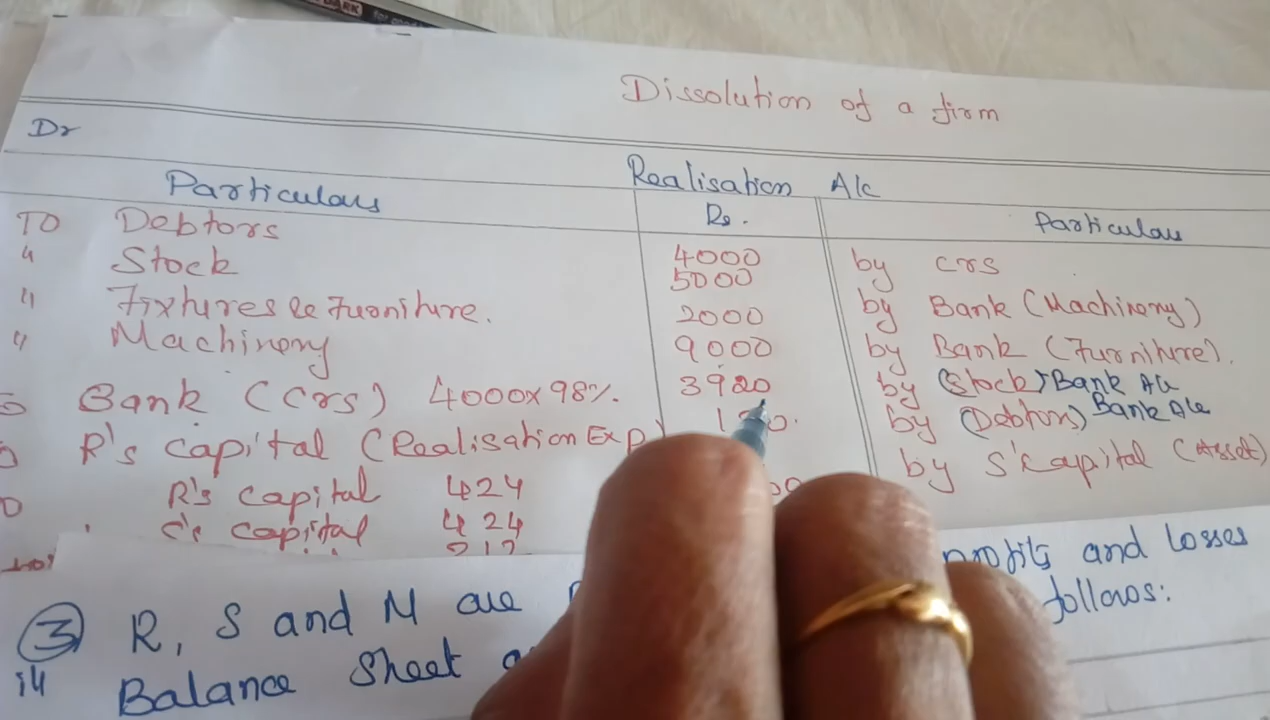 DARK
Dissolution of a firm
Dr
Realisation A/c
Particulars Rs. Particulars
TO Debtors 4000 by crs
" Stock 5000 by Bank (Machinery)
" Fixtures & Furniture. 2000 by Bank (Furniture).
" Machinery 9000 by (Stock) Bank A/c
Bank (Crs) 4000x98%. 3920 by (Debtors) Bank A/c
R's Capital (Realisation Exp by S'Capital (Asset)
R's Capital 424
S's Capital 424
212
3 R, S and M are profits and losses
Balance Sheet follows: